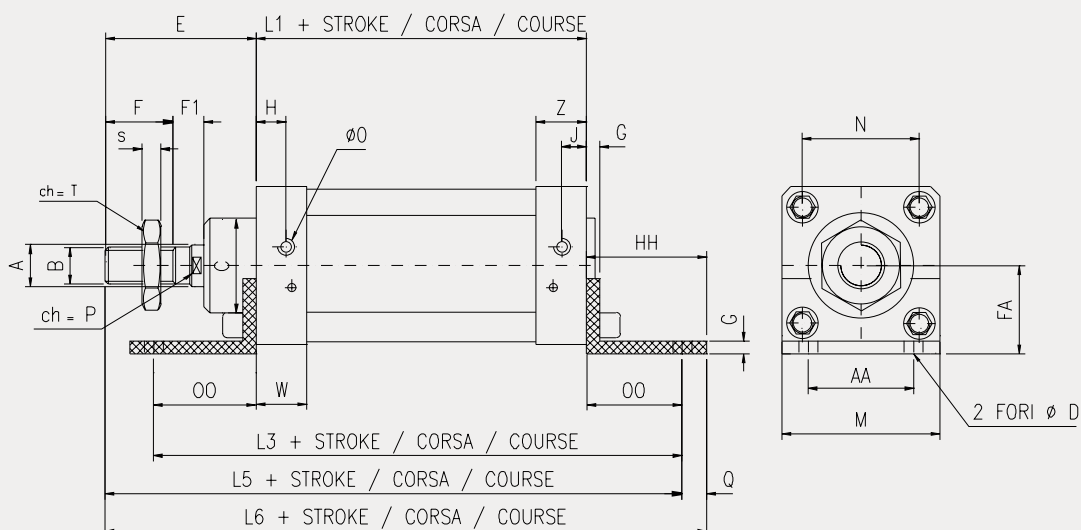 E
L1 + STROKE / CORSA / COURSE
F
F1
H
Z
J
G
N
s
øO
ch= T
HH
A
B
C
FA
ch = P
G
AA
OO
W
OO
M
2 FORI ø D
L3 + STROKE / CORSA / COURSE
L5 + STROKE / CORSA / COURSE
Q
L6 + STROKE / CORSA / COURSE